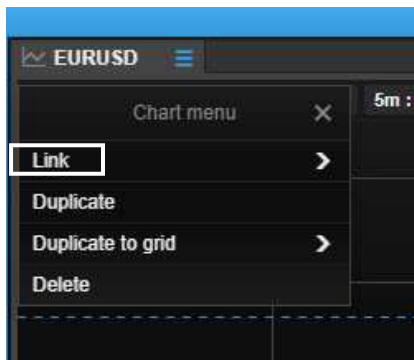 EURUSD
Chart menu
5m :
Link
Duplicate
Duplicate to grid
Delete